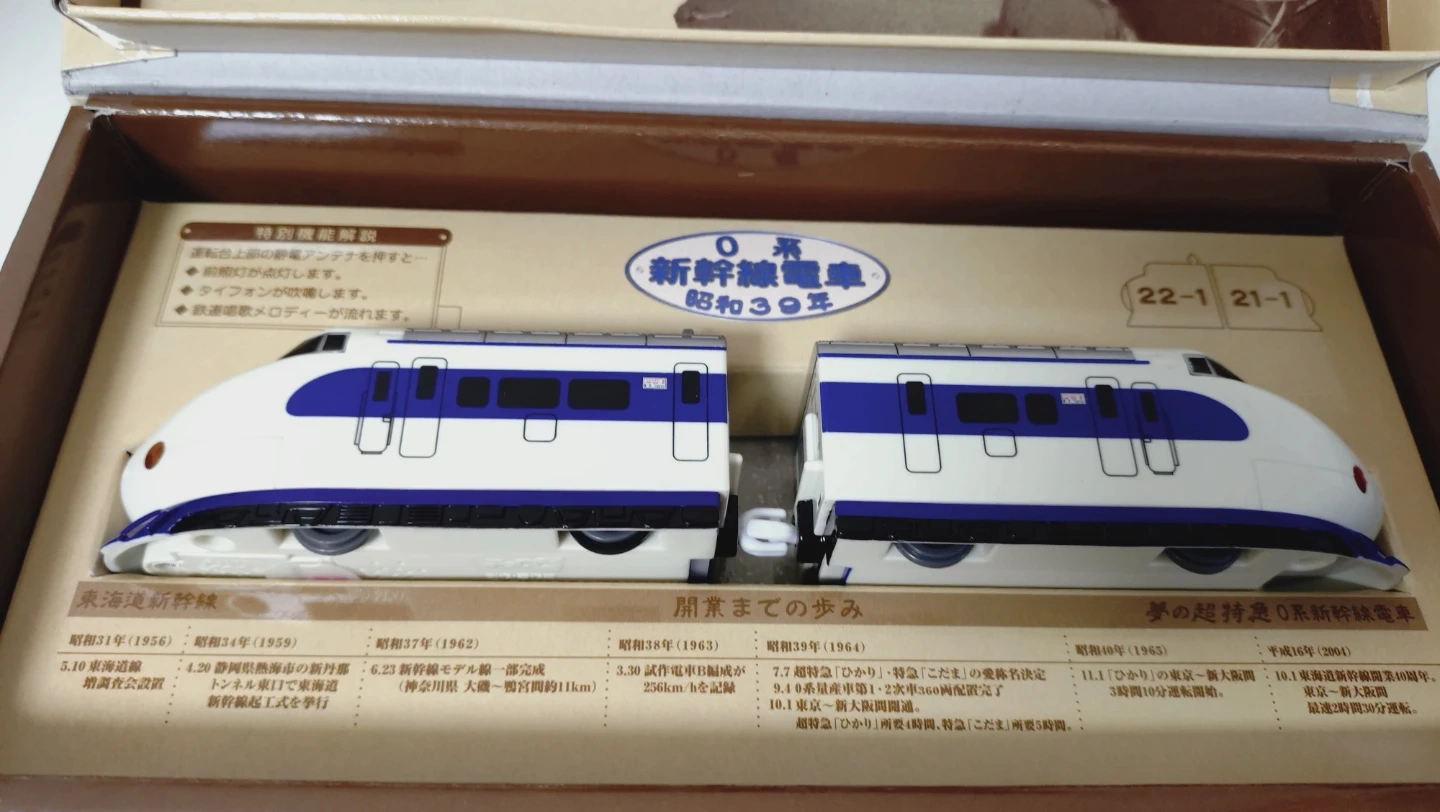 特別機能解説
運転台上部の静電アンテナを押すと…
◆ 前照灯が点灯します。
◆ タイフォンが吹鳴します。
◆ 鉄道唱歌メロディーが流れます。
0系
新幹線電車
昭和39年
22-1 21-1
東海道新幹線 開業までの歩み 夢の超特急 0系新幹線電車
昭和31年(1956)
5.10 東海道線
増調査会設置
昭和34年(1959)
4.20 静岡県熱海市の新丹那
トンネル東口で東海道
新幹線起工式を挙行
昭和37年(1962)
6.23 新幹線モデル線一部完成
(神奈川県 大磯～鴨宮間約11km)
昭和38年(1963)
3.30 試作電車B編成が
256km/hを記録
昭和39年(1964)
7.7 超特急「ひかり」・特急「こだま」の愛称名決定
9.4 0系量産車第1・2次車360両配置完了
10.1 東京～新大阪間開通。
超特急「ひかり」所要4時間、特急「こだま」所要5時間。
昭和40年(1965)
11.1「ひかり」の東京～新大阪間
3時間10分運転開始。
平成16年(2004)
10.1 東海道新幹線開業40周年。
東京～新大阪間
最速2時間30分運転。